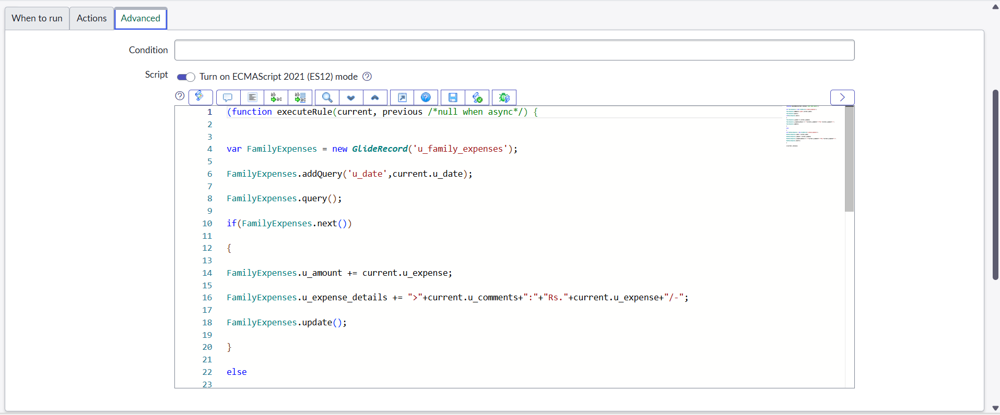 When to run Actions Advanced
Condition
Script Turn on ECMAScript 2021 (ES12) mode
1 (function executeRule(current, previous /*null when async*/) {
2
3
4 var FamilyExpenses = new GlideRecord('u_family_expenses');
5
6 FamilyExpenses.addQuery('u_date',current.u_date);
7
8 FamilyExpenses.query();
9
10 if(FamilyExpenses.next())
11
12 {
13
14 FamilyExpenses.u_amount += current.u_expense;
15
16 FamilyExpenses.u_expense_details += ">"+current.u_comments+":"+"Rs."+current.u_expense+"/-";
17
18 FamilyExpenses.update();
19
20 }
21
22 else
23